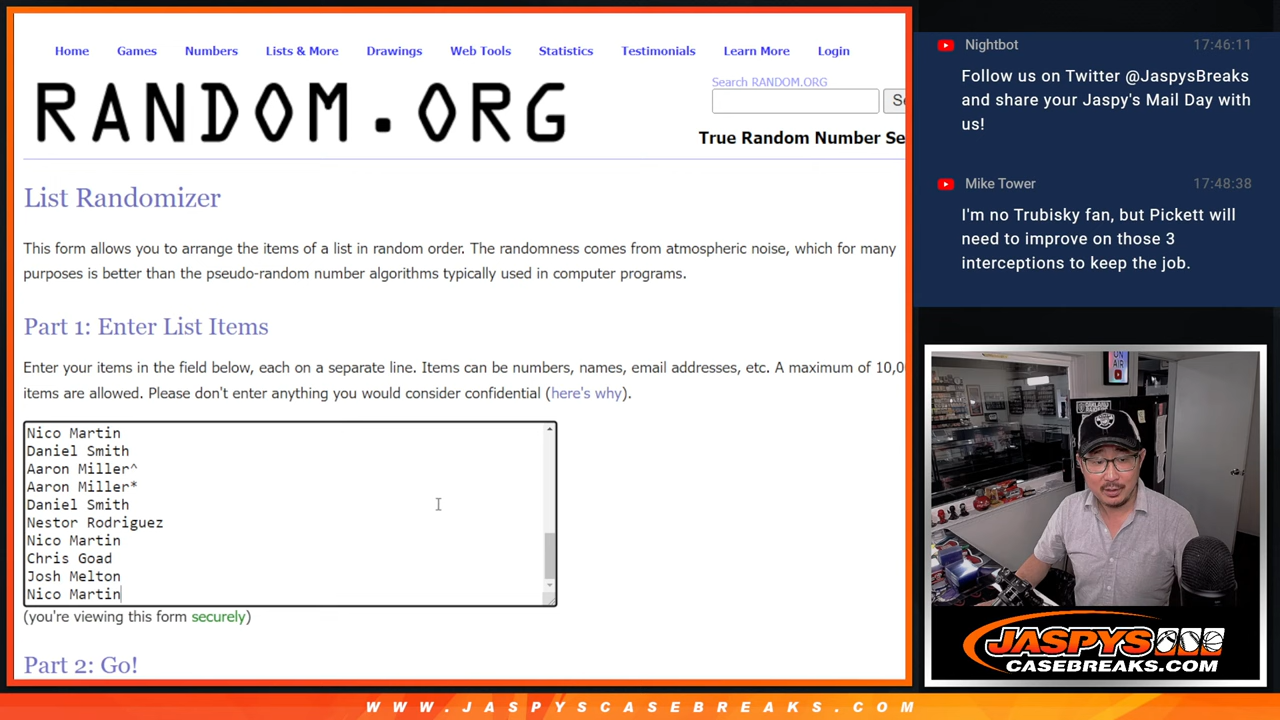 Home Games Numbers Lists & More Drawings Web Tools Statistics Testimonials Learn More Login
RANDOM.ORG
Search RANDOM.ORG
True Random Number Se
List Randomizer
This form allows you to arrange the items of a list in random order. The randomness comes from atmospheric noise, which for many
purposes is better than the pseudo-random number algorithms typically used in computer programs.
Part 1: Enter List Items
Enter your items in the field below, each on a separate line. Items can be numbers, names, email addresses, etc. A maximum of 10,0
items are allowed. Please don't enter anything you would consider confidential (here's why).
Nico Martin
Daniel Smith
Aaron Miller^
Aaron Miller*
Daniel Smith
Nestor Rodriguez
Nico Martin
Chris Goad
Josh Melton
Nico Martin
(you're viewing this form securely)
Part 2: Go!
Nightbot 17:46:11
Follow us on Twitter @JaspysBreaks
and share your Jaspy's Mail Day with
us!
Mike Tower 17:48:38
I'm no Trubisky fan, but Pickett will
need to improve on those 3
interceptions to keep the job.
ON
AIR
JASPYS
CASEBREAKS.COM
WWW.JASPYSCASEBREAKS.COM